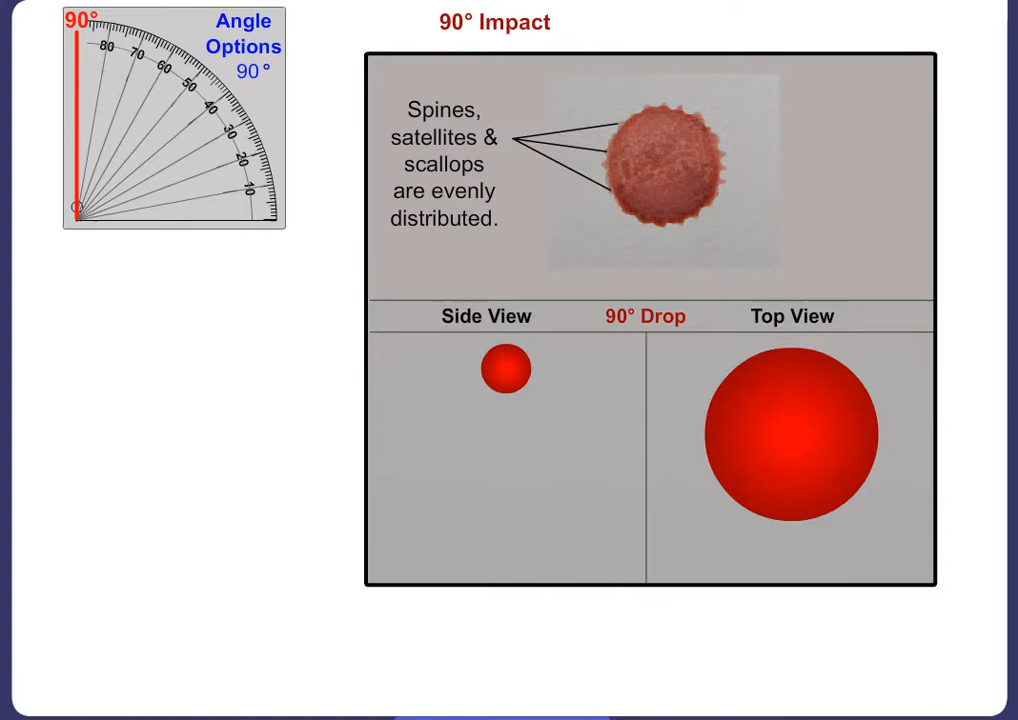 90° Impact
90°
Angle
Options
90°
80
70
60
50
40
30
20
10
Spines,
satellites &
scallops
are evenly
distributed.
Side View
90° Drop
Top View